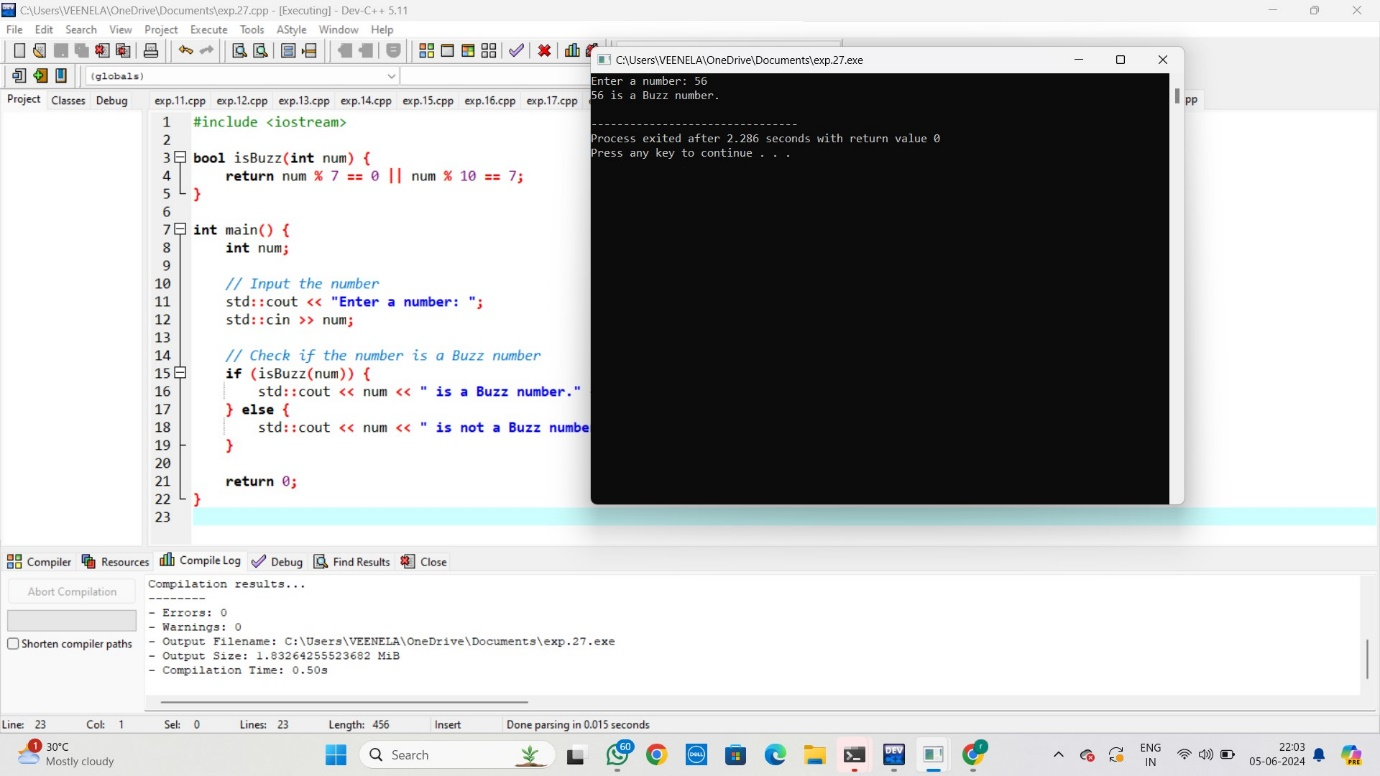 C:\Users\VEENELA\OneDrive\Documents\exp.27.cpp - [Executing] - Dev-C++ 5.11
File Edit Search View Project Execute Tools AStyle Window Help
(globals)
Project Classes Debug exp.11.cpp exp.12.cpp exp.13.cpp exp.14.cpp exp.15.cpp exp.16.cpp exp.17.cpp pp
1 #include <iostream>
2
3 bool isBuzz(int num) {
4 return num % 7 == 0 || num % 10 == 7;
5 }
6
7 int main() {
8 int num;
9
10 // Input the number
11 std::cout << "Enter a number: ";
12 std::cin >> num;
13
14 // Check if the number is a Buzz number
15 if (isBuzz(num)) {
16 std::cout << num << " is a Buzz number."
17 } else {
18 std::cout << num << " is not a Buzz numbe
19 }
20
21 return 0;
22 }
23
C:\Users\VEENELA\OneDrive\Documents\exp.27.exe
Enter a number: 56
56 is a Buzz number.
--------------------------------
Process exited after 2.286 seconds with return value 0
Press any key to continue . . .
Compiler Resources Compile Log Debug Find Results Close
Abort Compilation
Shorten compiler paths
Compilation results...
--------
- Errors: 0
- Warnings: 0
- Output Filename: C:\Users\VEENELA\OneDrive\Documents\exp.27.exe
- Output Size: 1.83264255523682 MiB
- Compilation Time: 0.50s
Line: 23 Col: 1 Sel: 0 Lines: 23 Length: 456 Insert Done parsing in 0.015 seconds
1
30°C
Mostly cloudy
Search
60
DELL
DEV
ENG
IN
22:03
05-06-2024
PRE